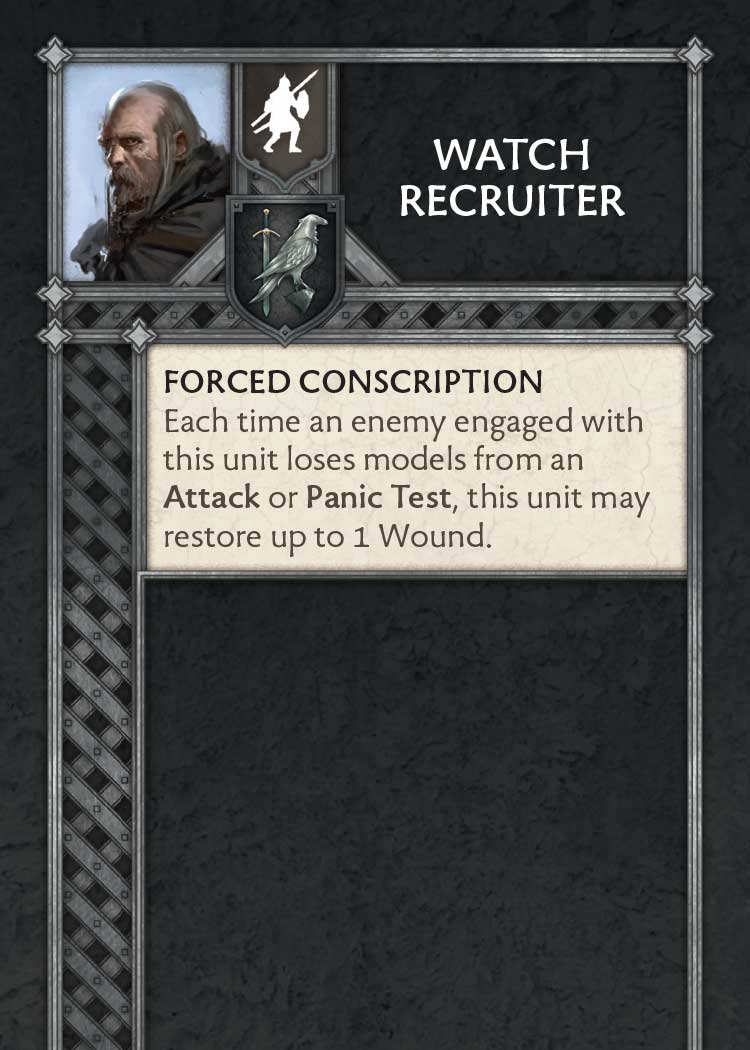 WATCH
RECRUITER
FORCED CONSCRIPTION
Each time an enemy engaged with
this unit loses models from an
Attack or Panic Test, this unit may
restore up to 1 Wound.